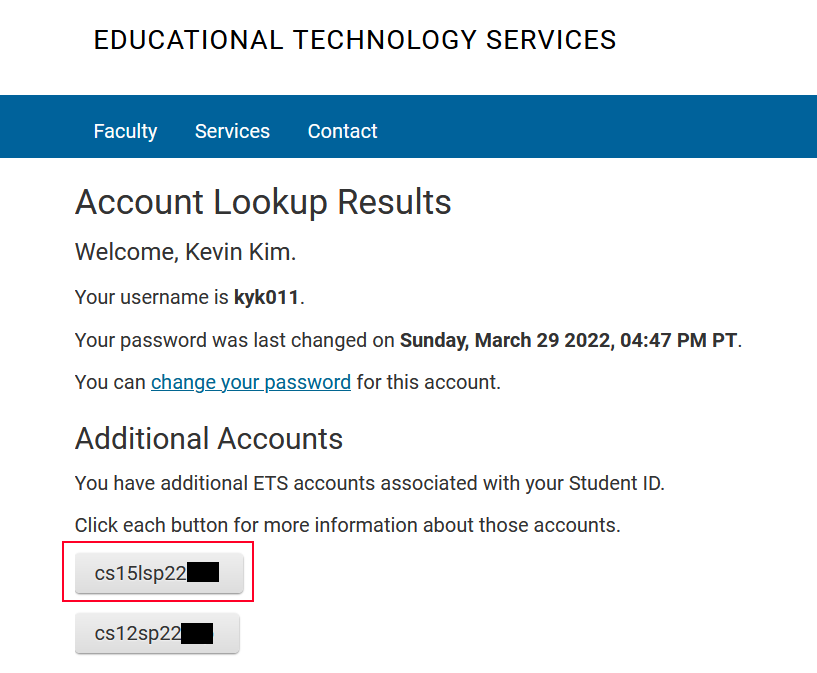 EDUCATIONAL TECHNOLOGY SERVICES
Faculty Services Contact
Account Lookup Results
Welcome, Kevin Kim.
Your username is kyk011.
Your password was last changed on Sunday, March 29 2022, 04:47 PM PT.
You can change your password for this account.
Additional Accounts
You have additional ETS accounts associated with your Student ID.
Click each button for more information about those accounts.
cs15lsp22
cs12sp22